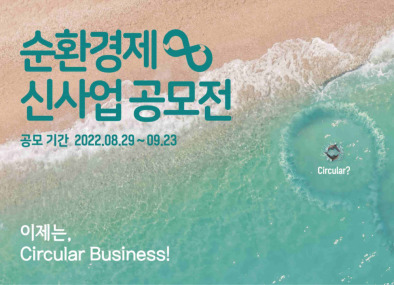 순환경제
신사업 공모전
공모 기간 2022.08.29 ~ 09.23
Circular?
이제는,
Circular Business!